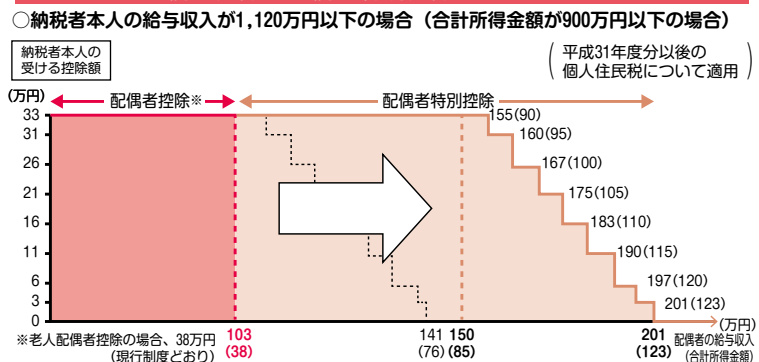 ○納税者本人の給与収入が1,120万円以下の場合（合計所得金額が900万円以下の場合）
納税者本人の
受ける控除額
（平成31年度分以後の
個人住民税について適用）
(万円)
配偶者控除※
配偶者特別控除
33
31
26
21
16
11
6
3
0
155(90)
160(95)
167(100)
175(105)
183(110)
190(115)
197(120)
201(123)
(万円)
※老人配偶者控除の場合、38万円
(現行制度どおり)
103
(38)
141
(76)
150
(85)
201
(123)
配偶者の給与収入
(合計所得金額)